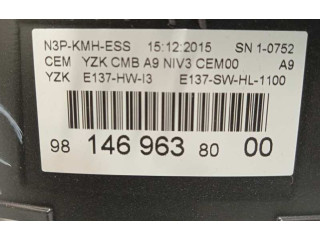 N3P-KMH-ESS 15:12:2015 SN 1-0752
CEM YZK CMB A9 NIV3 CEM00 A9
YZK E137-HW-I3 E137-SW-HL-1100
98 146 963 80 00